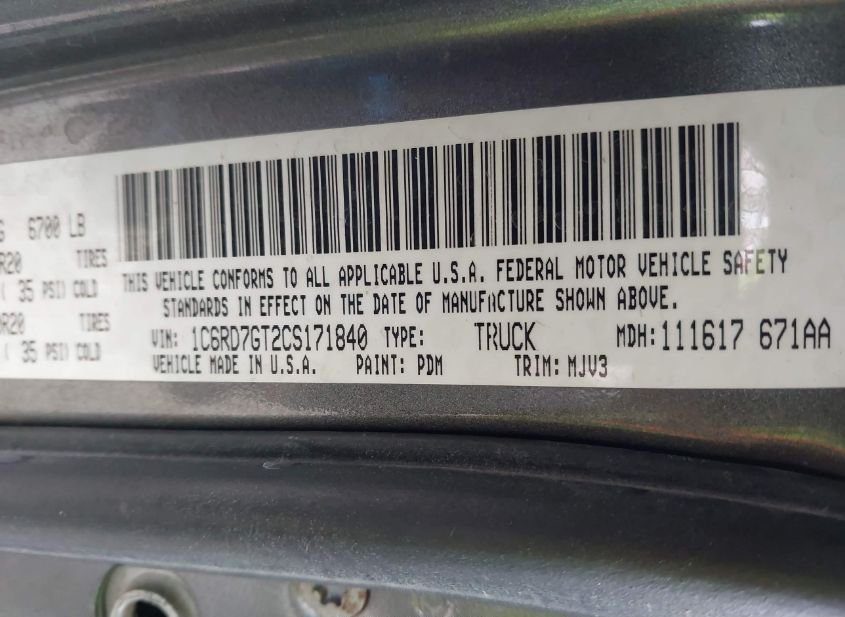 6700 LB
R20 TIRES
35 PSI) COLD
THIS VEHICLE CONFORMS TO ALL APPLICABLE U.S.A. FEDERAL MOTOR VEHICLE SAFETY
STANDARDS IN EFFECT ON THE DATE OF MANUFACTURE SHOWN ABOVE.
R20 TIRES
VIN: 1C6RD7GT2CS171840 TYPE: TRUCK MDH: 111617 671AA
35 PSI) COLD
VEHICLE MADE IN U.S.A. PAINT: PDM TRIM: MJV3